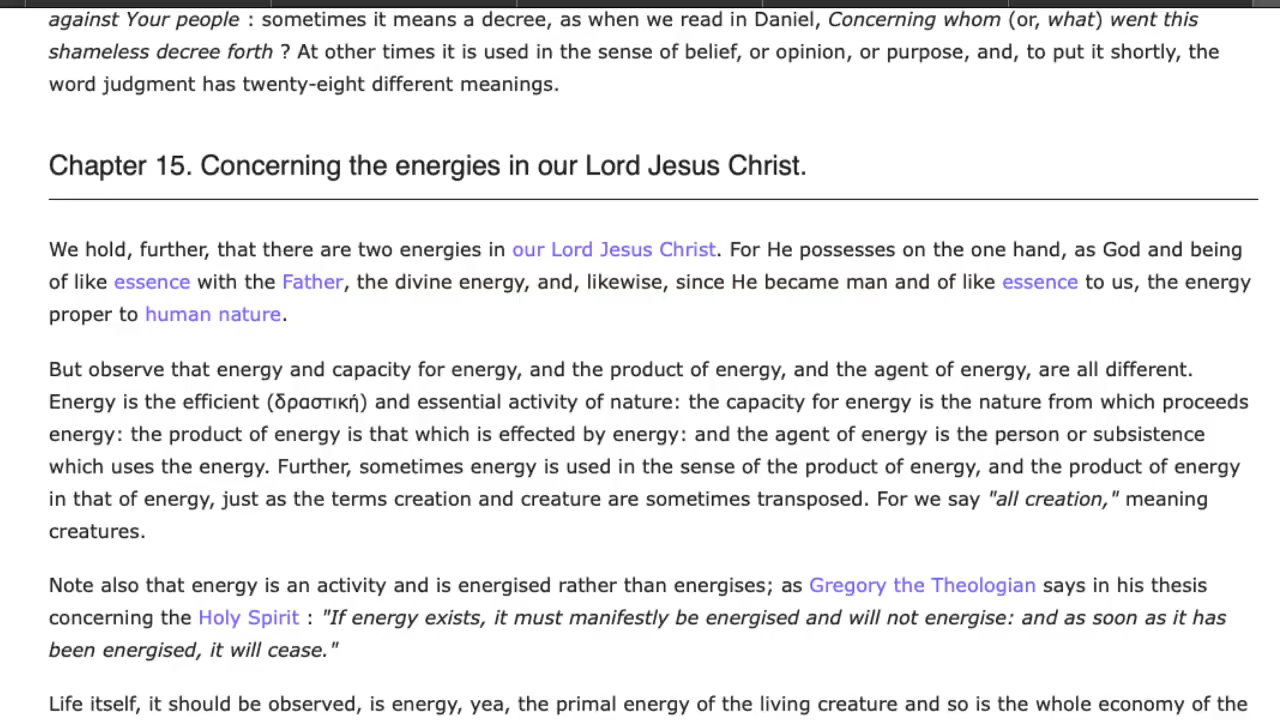 against Your people : sometimes it means a decree, as when we read in Daniel, Concerning whom (or, what) went this
shameless decree forth ? At other times it is used in the sense of belief, or opinion, or purpose, and, to put it shortly, the
word judgment has twenty-eight different meanings.
Chapter 15. Concerning the energies in our Lord Jesus Christ.
We hold, further, that there are two energies in our Lord Jesus Christ. For He possesses on the one hand, as God and being
of like essence with the Father, the divine energy, and, likewise, since He became man and of like essence to us, the energy
proper to human nature.
But observe that energy and capacity for energy, and the product of energy, and the agent of energy, are all different.
Energy is the efficient (δραστική) and essential activity of nature: the capacity for energy is the nature from which proceeds
energy: the product of energy is that which is effected by energy: and the agent of energy is the person or subsistence
which uses the energy. Further, sometimes energy is used in the sense of the product of energy, and the product of energy
in that of energy, just as the terms creation and creature are sometimes transposed. For we say "all creation," meaning
creatures.
Note also that energy is an activity and is energised rather than energises; as Gregory the Theologian says in his thesis
concerning the Holy Spirit : "If energy exists, it must manifestly be energised and will not energise: and as soon as it has
been energised, it will cease."
Life itself, it should be observed, is energy, yea, the primal energy of the living creature and so is the whole economy of the